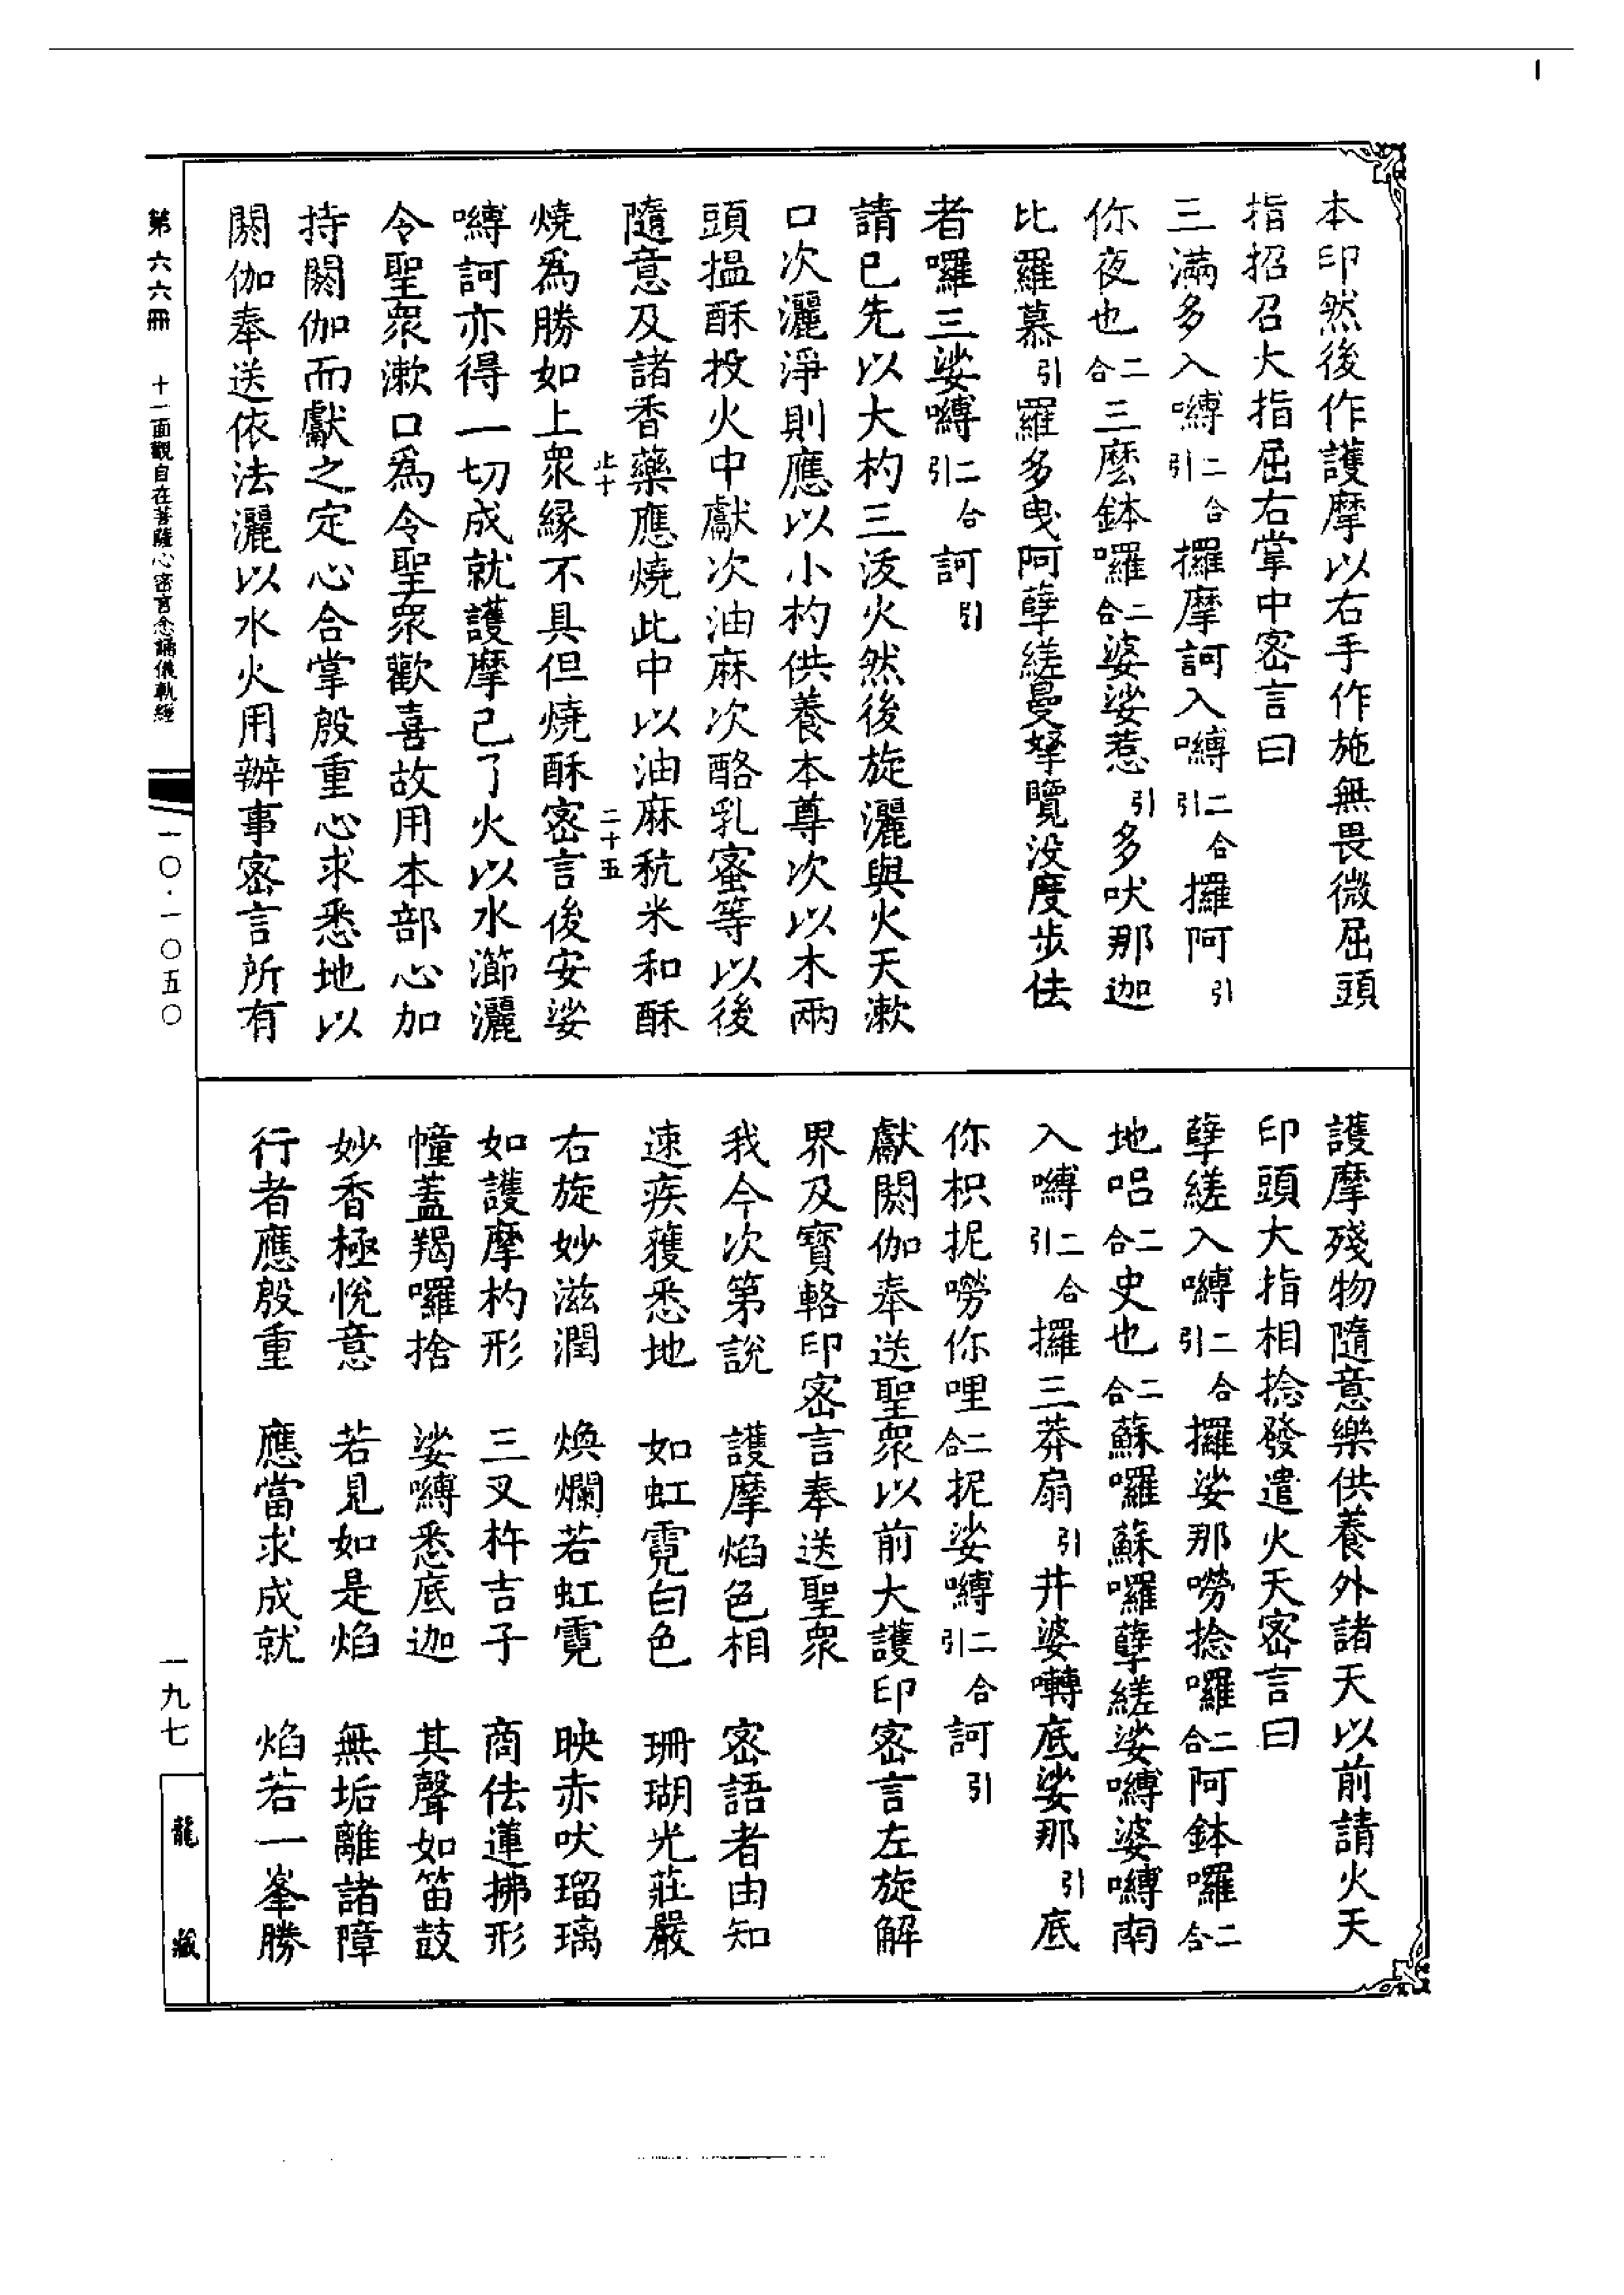 本印然後作護摩以右手作施無畏微屈頭
指招召大指屈右掌中密言曰
三滿多入嚩二合引攞摩訶入嚩二合引攞阿引
你夜也二合三麼鉢囉二合婆娑惹引多吠那迦
比羅慕引羅多曳阿孽縒曼拏覽没度步佉
者囉三娑嚩二合引訶引
請已先以大杓三泼火然後旋灑與火天漱
口次灑淨則應以小杓供養本尊次以木兩
頭搵酥投火中獻次油麻次酪乳蜜等以後
隨意及諸香藥應燒此中以油麻秔米和酥
燒為勝如上眾緣不具但燒酥密言後安娑
嚩訶亦得一切成就護摩已了火以水㴉灑
令聖眾漱口為令聖眾歡喜故用本部心加
持閼伽而獻之定心合掌殷重心求悉地以
閼伽奉送依法灑以水火用辦事密言所有
護摩殘物隨意樂供養外諸天以前請火天
印頭大指相捻發遣火天密言曰
孽縒入嚩二合引攞娑那嘮捻囉二合阿鉢囉二合
地呂二合史也二合蘇囉蘇囉孽縒娑嚩婆嚩南
入嚩二合引攞三莽扇引井婆囀底娑那引底
你枳抳嘮你哩二合抳娑嚩二合引訶引
獻閼伽奉送聖眾以前大護印密言左旋解
界及寶輅印密言奉送聖眾
我今次第說　護摩焰色相　密語者由知
速疾獲悉地　如虹霓白色　珊瑚光莊嚴
右旋妙滋潤　煥爛若虹霓　映赤吠瑠璃
如護摩杓形　三叉杵吉子　商佉蓮拂形
幢蓋羯囉捨　娑嚩悉底迦　其聲如笛鼓
妙香極悅意　若見如是焰　無垢離諸障
行者應殷重　應當求成就　焰若一峯勝
第六六冊　十一面觀自在菩薩心密言念誦儀軌經
一〇·一〇五〇
一九七
龍藏